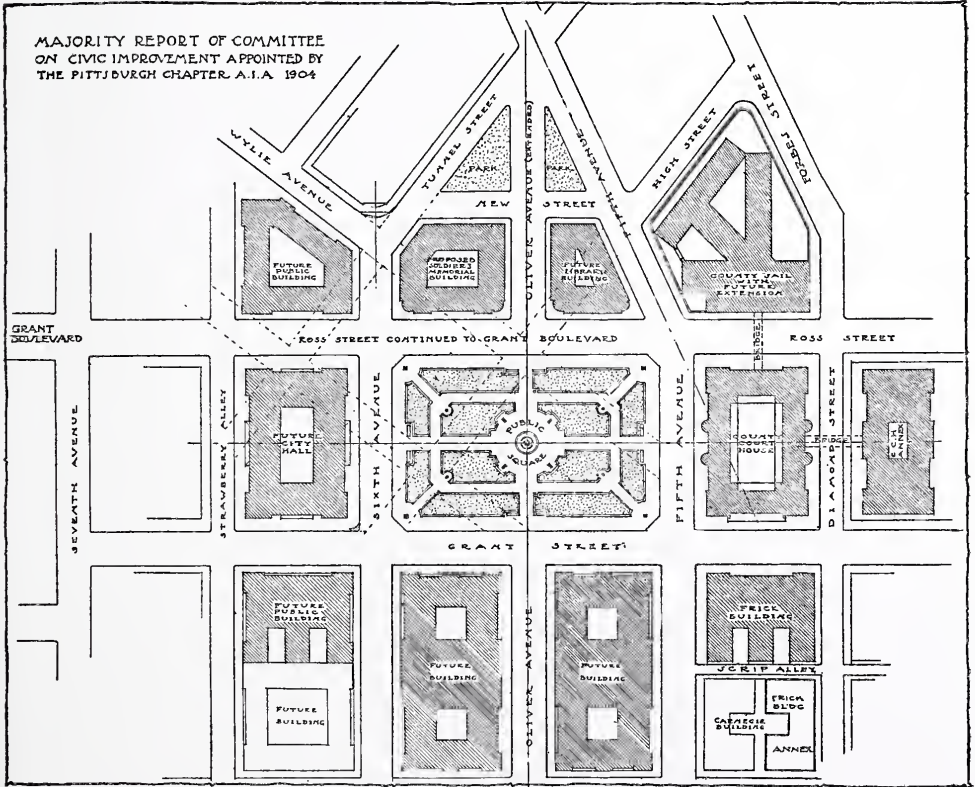 MAJORITY REPORT OF COMMITTEE
ON CIVIC IMPROVEMENT APPOINTED BY
THE PITTSBURGH CHAPTER A.I.A 1904
WYLIE AVENUE
TUNNEL STREET
OLIVER AVENUE (EXTENDED)
FIFTH AVENUE
HIGH STREET
FORBES STREET
PARK
PARK
NEW STREET
FUTURE
PUBLIC
BUILDING
PROPOSED
SOLDIERS
MEMORIAL
BUILDING
FUTURE
LIBRARY
BUILDING
COUNTY JAIL
WITH
FUTURE
EXTENSION
GRANT
BOULEVARD
ROSS STREET CONTINUED TO GRANT BOULEVARD
BRIDGE
ROSS STREET
SEVENTH AVENUE
STRAUBERRY ALLEY
FUTURE
CITY
HALL
SIXTH AVENUE
PUBLIC
SQUARE
FIFTH AVENUE
COUNTY
COURT
HOUSE
DIAMOND STREET
ANNEX
GRANT STREET
FUTURE
PUBLIC
BUILDING
FUTURE
BUILDING
FUTURE
BUILDING
OLIVER AVENUE
FUTURE
BUILDING
FRICK
BUILDING
SCRIP ALLEY
FRICK
BLDG
CARNEGIE
BUILDING
ANNEX